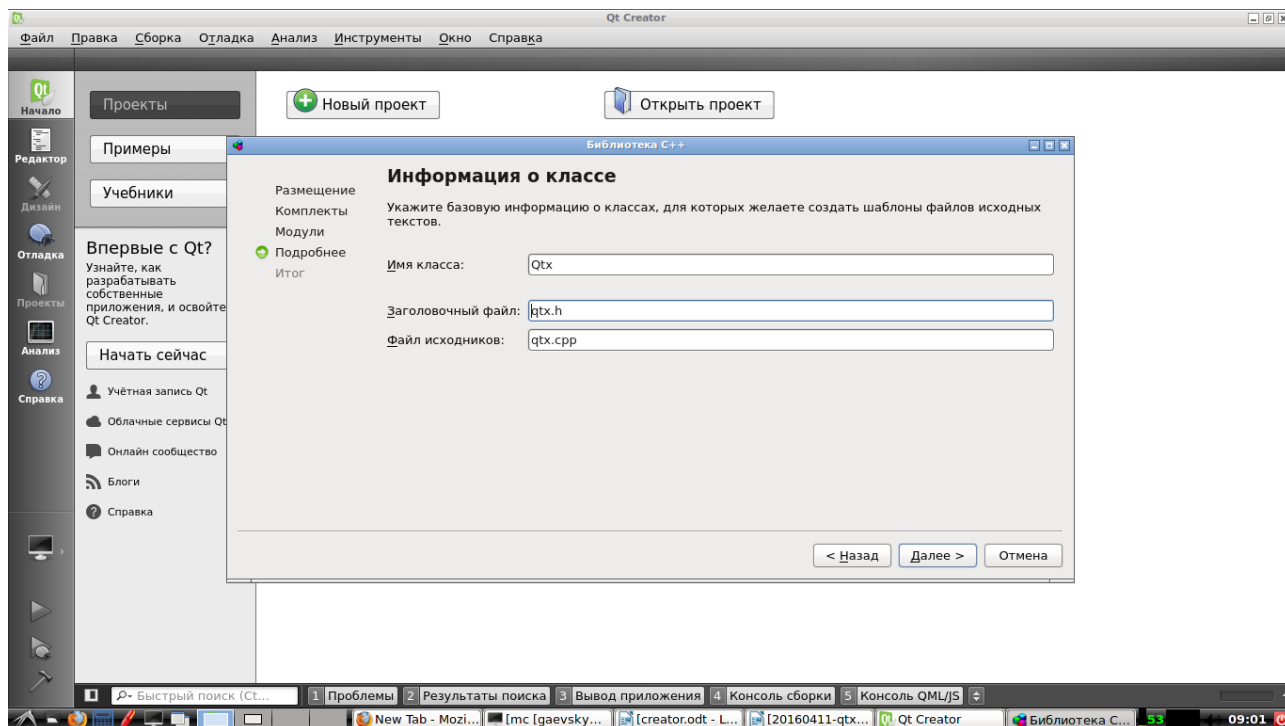 Qt Creator
Файл Правка Сборка Отладка Анализ Инструменты Окно Справка
Начало
Редактор
Дизайн
Отладка
Проекты
Анализ
Справка
Проекты
Примеры
Учебники
Новый проект
Открыть проект
Впервые с Qt?
Узнайте, как
разрабатывать
собственные
приложения, и освойте
Qt Creator.
Начать сейчас
Учётная запись Qt
Облачные сервисы Qt
Онлайн сообщество
Блоги
Справка
Библиотека C++
Размещение
Комплекты
Модули
Подробнее
Итог
Информация о классе
Укажите базовую информацию о классах, для которых желаете создать шаблоны файлов исходных
текстов.
Имя класса: Qtx
Заголовочный файл: qtx.h
Файл исходников: qtx.cpp
< Назад Далее > Отмена
Быстрый поиск (Ct... 1 Проблемы 2 Результаты поиска 3 Вывод приложения 4 Консоль сборки 5 Консоль QML/JS
New Tab - Mozi... [mc [gaevsky... [creator.odt - L... [20160411-qtx... Qt Creator Библиотека C... 53 09:01